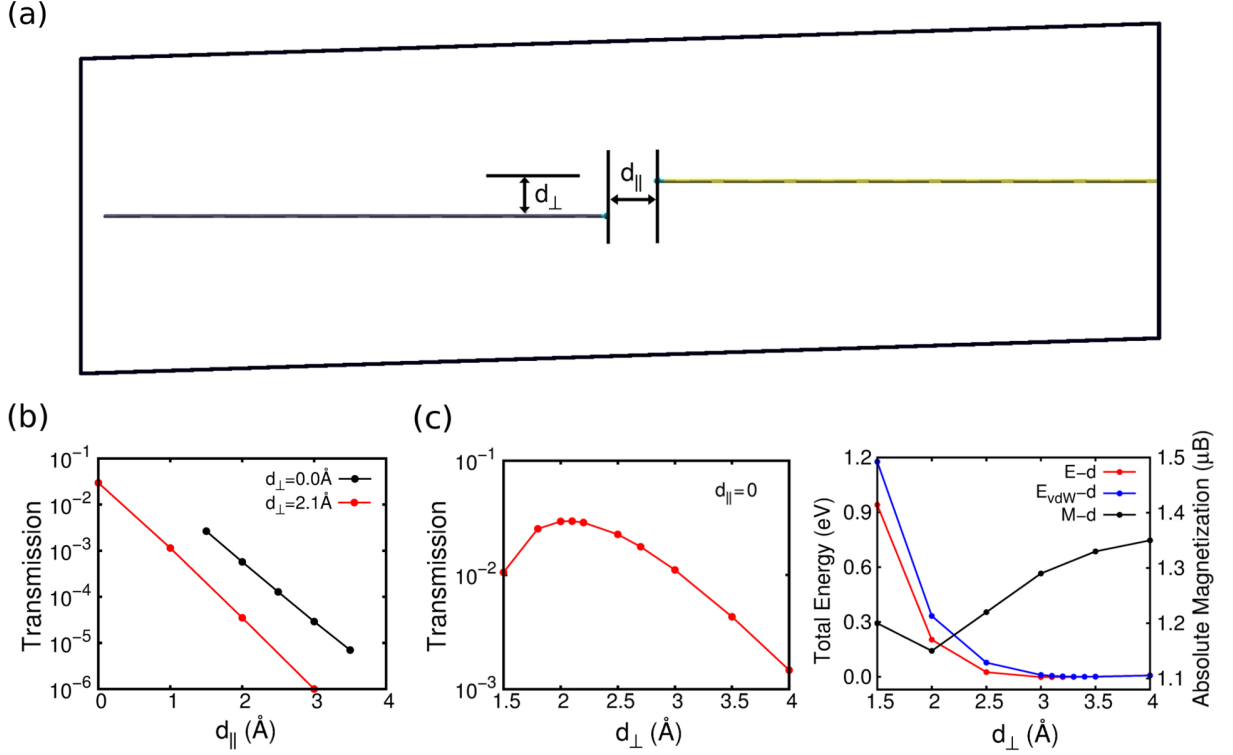 (a)
d∥
d⊥
(b)
10⁻¹
10⁻²
10⁻³
10⁻⁴
10⁻⁵
10⁻⁶
Transmission
d⊥=0.0Å
d⊥=2.1Å
0 1 2 3 4
d∥ (Å)
(c)
10⁻¹
10⁻²
10⁻³
Transmission
d∥=0
1.5 2 2.5 3 3.5 4
d⊥ (Å)
1.2
0.9
0.6
0.3
0.0
Total Energy (eV)
E−d
EvdW−d
M−d
1.5
1.4
1.3
1.2
1.1
Absolute Magnetization (µB)
1.5 2 2.5 3 3.5 4
d⊥ (Å)